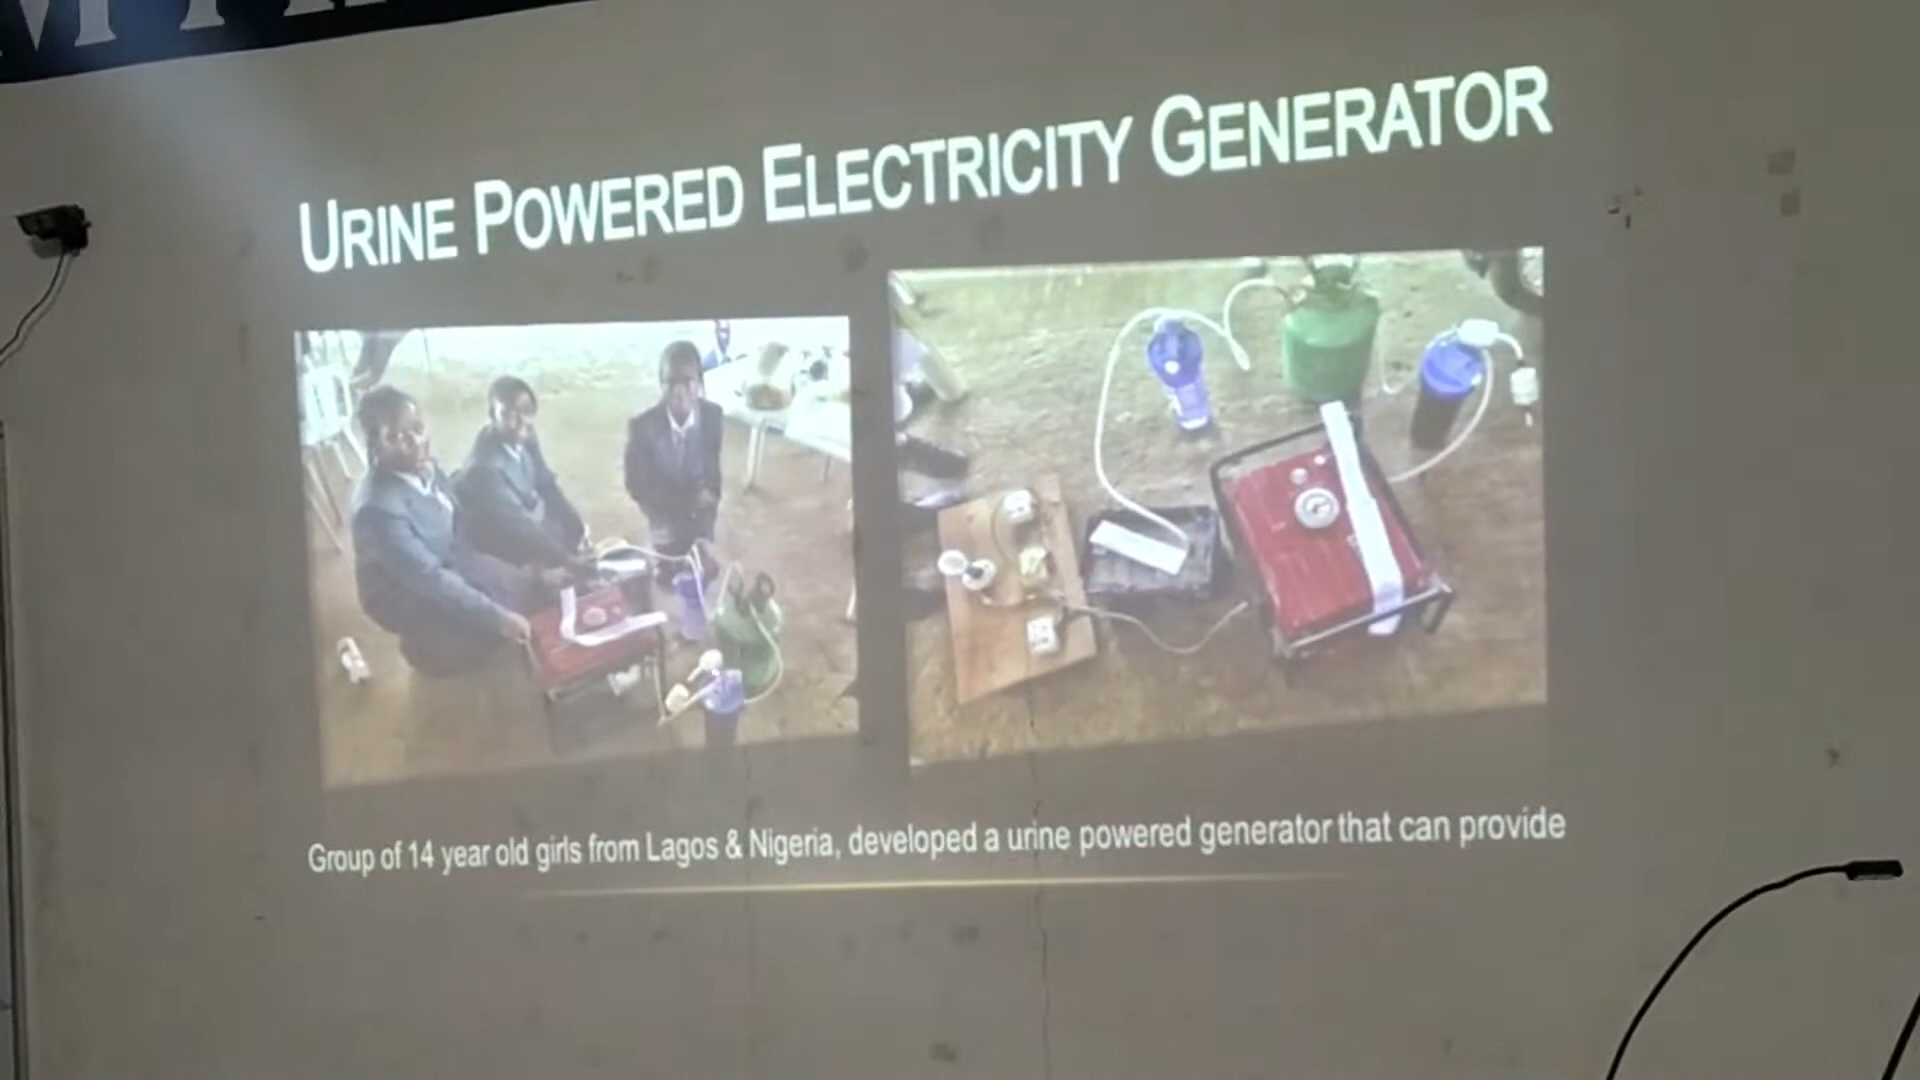 URINE POWERED ELECTRICITY GENERATOR
Group of 14 year old girls from Lagos & Nigeria, developed a urine powered generator that can provide